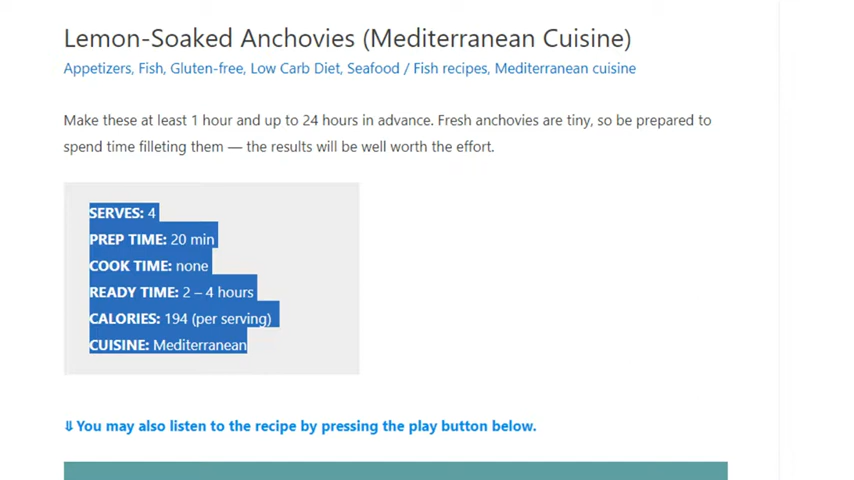 Lemon-Soaked Anchovies (Mediterranean Cuisine)
Appetizers, Fish, Gluten-free, Low Carb Diet, Seafood / Fish recipes, Mediterranean cuisine
Make these at least 1 hour and up to 24 hours in advance. Fresh anchovies are tiny, so be prepared to
spend time filleting them — the results will be well worth the effort.
SERVES: 4
PREP TIME: 20 min
COOK TIME: none
READY TIME: 2 – 4 hours
CALORIES: 194 (per serving)
CUISINE: Mediterranean
⇓ You may also listen to the recipe by pressing the play button below.